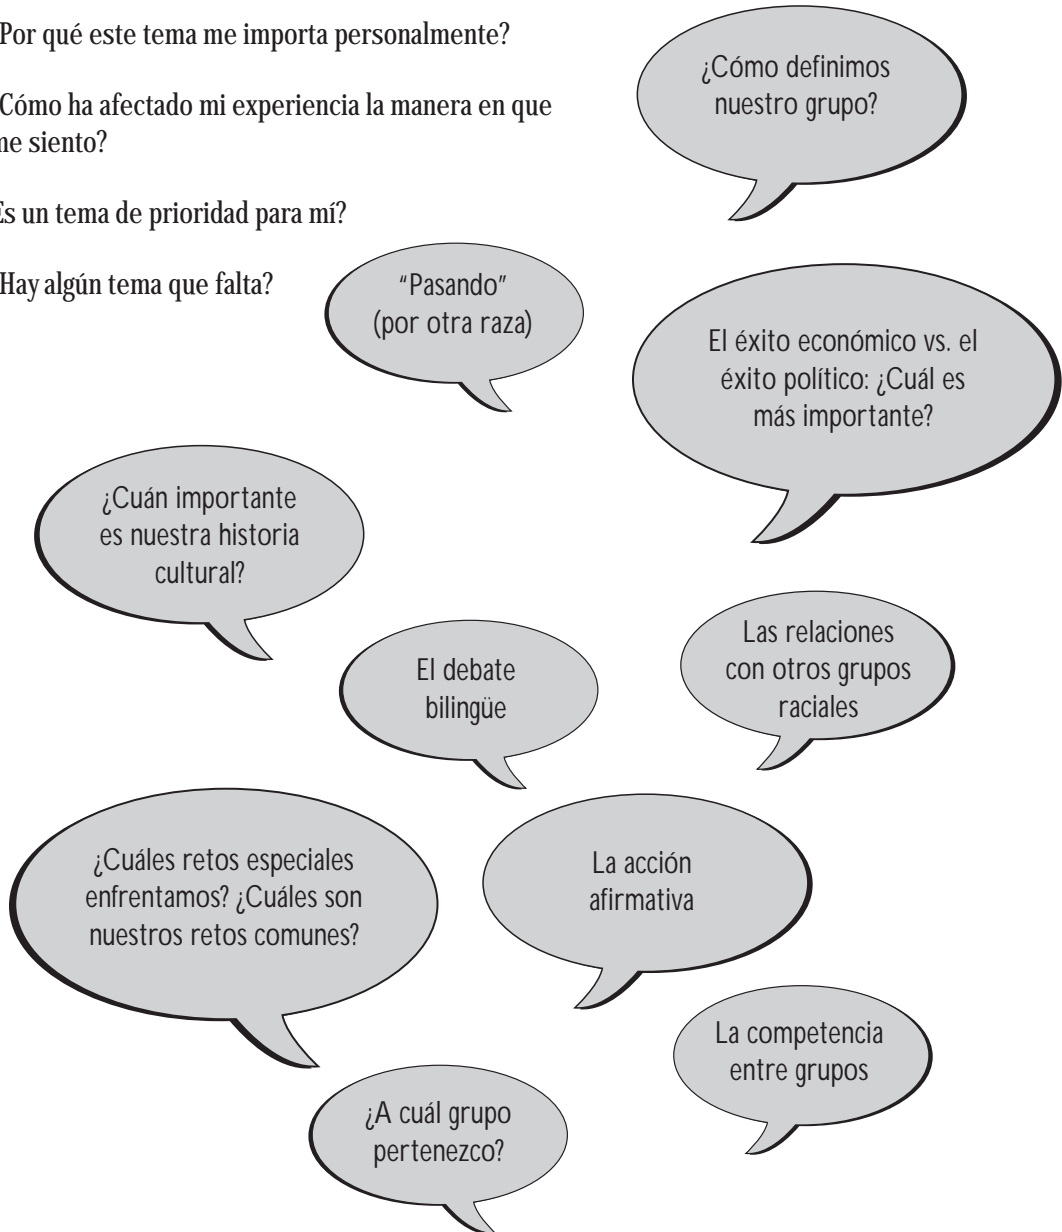 Por qué este tema me importa personalmente?
Cómo ha afectado mi experiencia la manera en que
me siento?
Es un tema de prioridad para mí?
Hay algún tema que falta?
¿Cómo definimos
nuestro grupo?
“Pasando”
(por otra raza)
El éxito económico vs. el
éxito político: ¿Cuál es
más importante?
¿Cuán importante
es nuestra historia
cultural?
El debate
bilingüe
Las relaciones
con otros grupos
raciales
¿Cuáles retos especiales
enfrentamos? ¿Cuáles son
nuestros retos comunes?
La acción
afirmativa
La competencia
entre grupos
¿A cuál grupo
pertenezco?